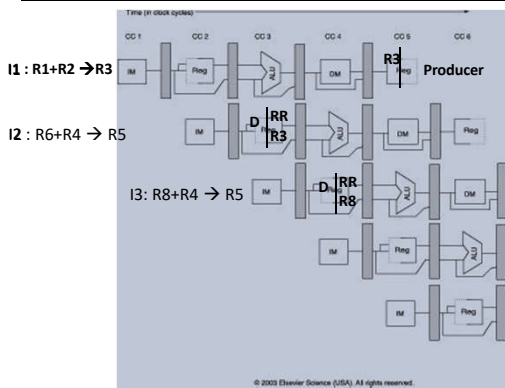 Time (in clock cycles)
CC 1 CC 2 CC 3 CC 4 CC 5 CC 6
I1 : R1+R2 → R3 IM Reg ALU DM R3 Reg Producer
I2 : R6+R4 → R5 IM D Reg RR R3 ALU DM Reg
I3: R8+R4 → R5 IM D Reg RR R8 ALU DM
IM Reg ALU
IM Reg
© 2003 Elsevier Science (USA). All rights reserved.